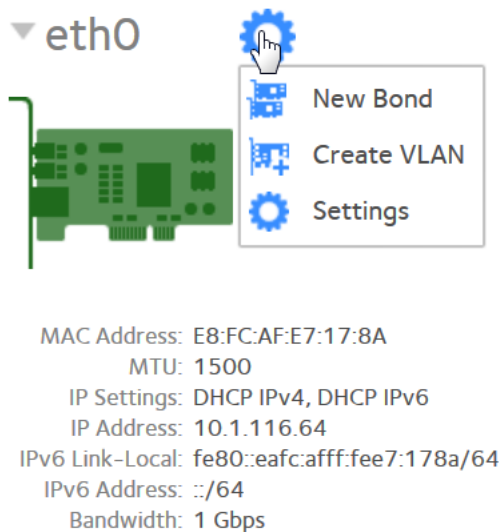 eth0
New Bond
Create VLAN
Settings
MAC Address: E8:FC:AF:E7:17:8A
MTU: 1500
IP Settings: DHCP IPv4, DHCP IPv6
IP Address: 10.1.116.64
IPv6 Link-Local: fe80::eafc:afff:fee7:178a/64
IPv6 Address: ::/64
Bandwidth: 1 Gbps